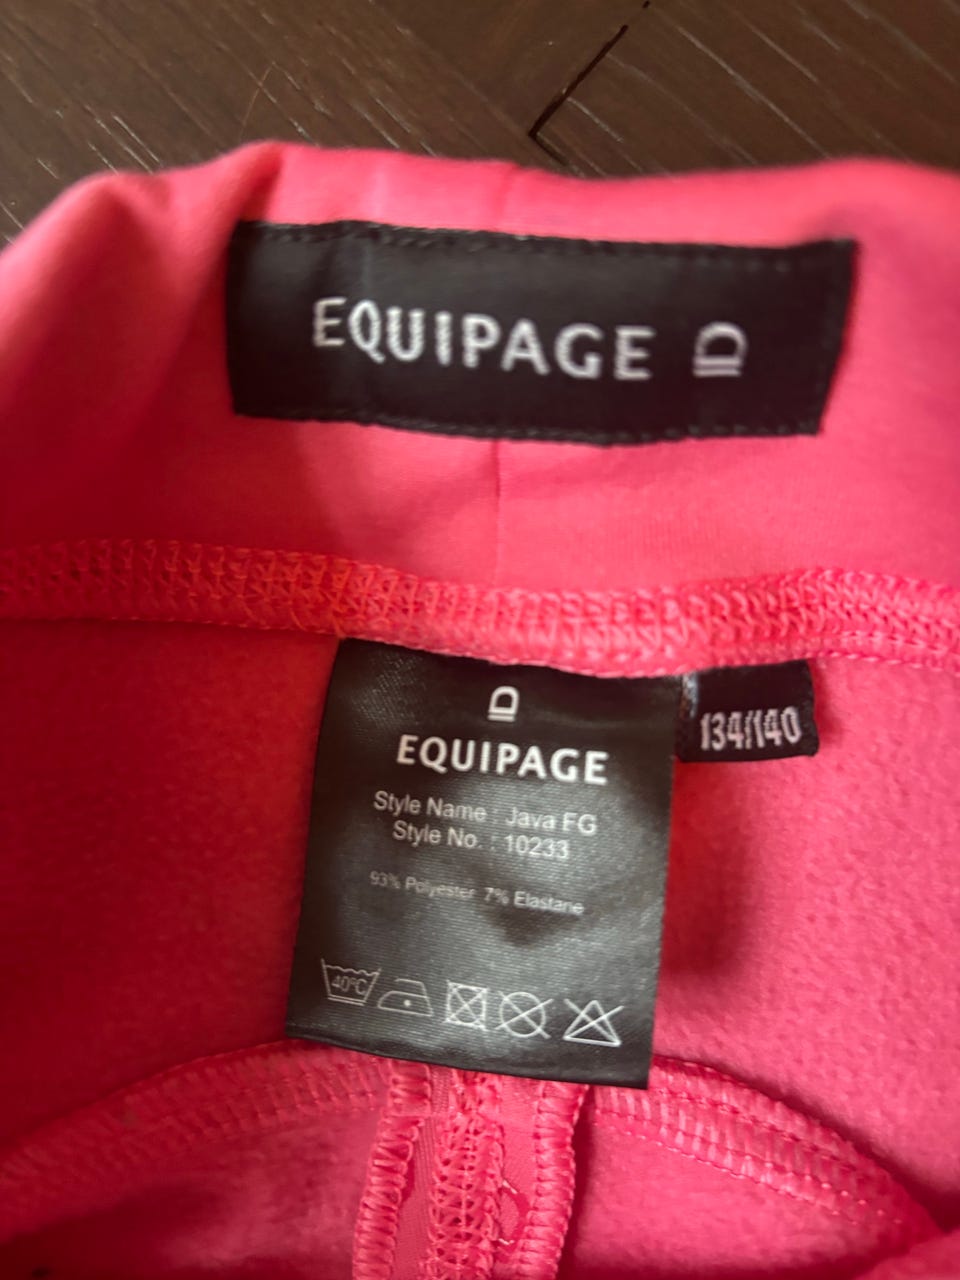 EQUIPAGE
EQUIPAGE
134/140
Style Name : Java FG
Style No. : 10233
93% Polyester 7% Elastane
40°C